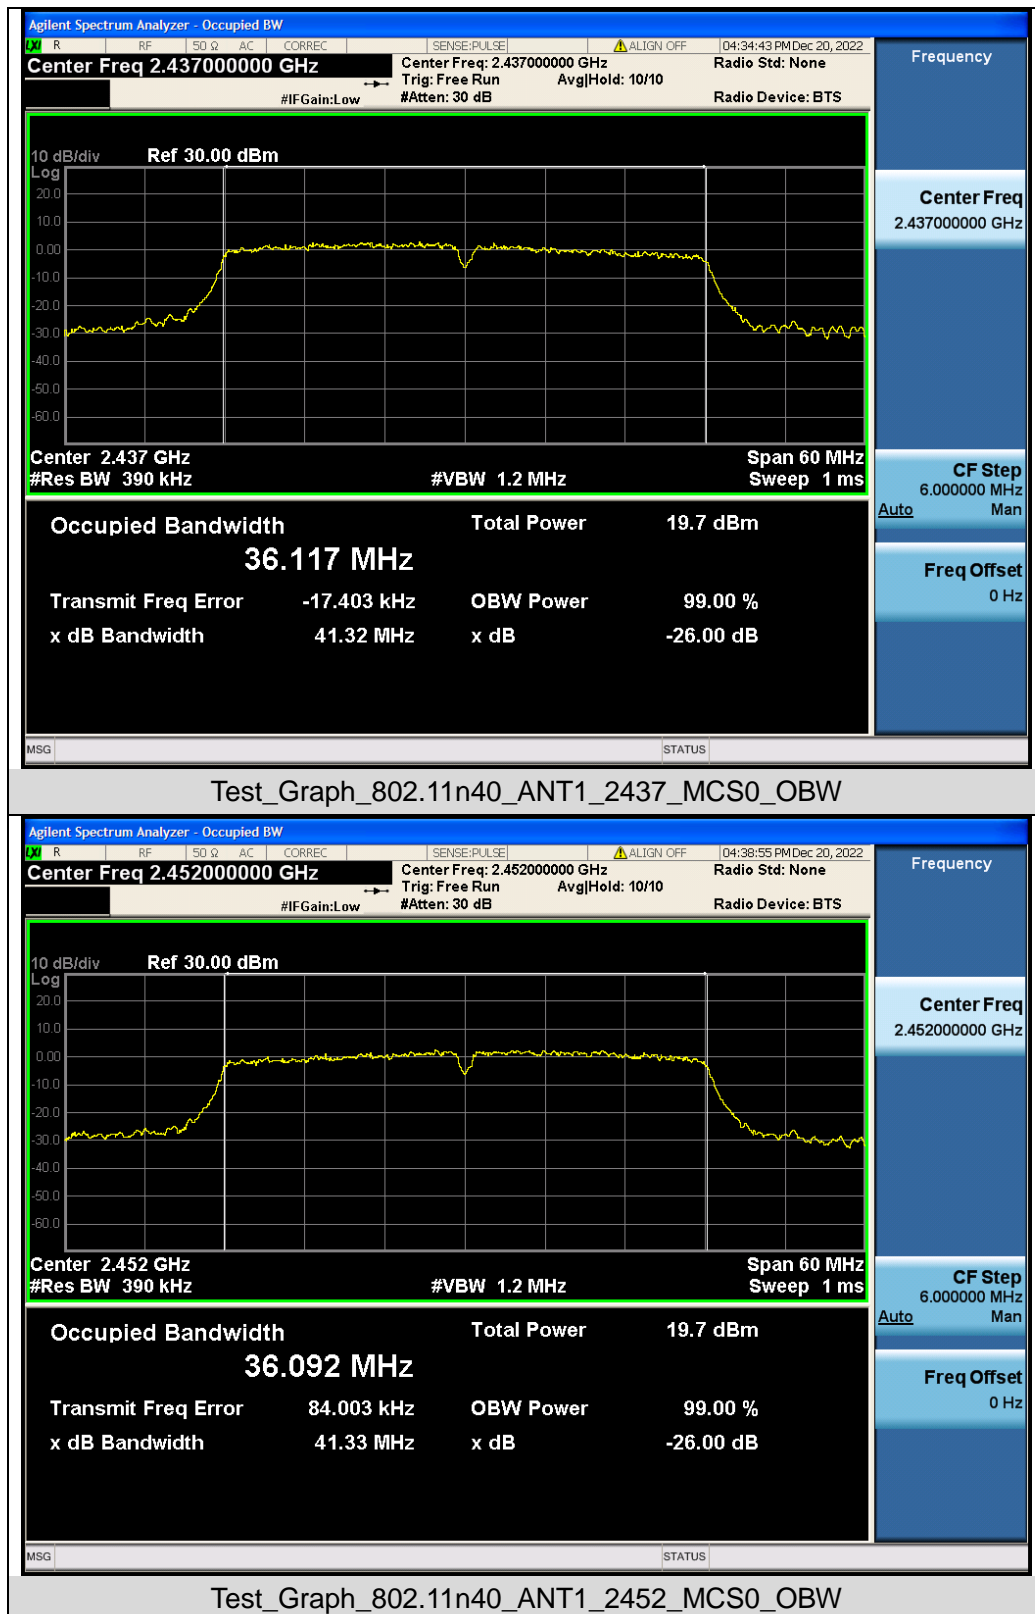 Agilent Spectrum Analyzer - Occupied BW
LXI R RF 50 Ω AC CORREC SENSE:PULSE ALIGN OFF 04:34:43 PM Dec 20, 2022
Center Freq 2.437000000 GHz
Center Freq: 2.437000000 GHz Radio Std: None
Trig: Free Run Avg|Hold: 10/10
#IFGain:Low #Atten: 30 dB Radio Device: BTS
Frequency
10 dB/div Ref 30.00 dBm
Log
20.0
10.0
0.00
-10.0
-20.0
-30.0
-40.0
-50.0
-60.0
Center Freq
2.437000000 GHz
Center 2.437 GHz Span 60 MHz
#Res BW 390 kHz #VBW 1.2 MHz Sweep 1 ms
CF Step
6.000000 MHz
Auto Man
Occupied Bandwidth Total Power 19.7 dBm
36.117 MHz
Transmit Freq Error -17.403 kHz OBW Power 99.00 %
x dB Bandwidth 41.32 MHz x dB -26.00 dB
Freq Offset
0 Hz
MSG STATUS
Test_Graph_802.11n40_ANT1_2437_MCS0_OBW
Agilent Spectrum Analyzer - Occupied BW
LXI R RF 50 Ω AC CORREC SENSE:PULSE ALIGN OFF 04:38:55 PM Dec 20, 2022
Center Freq 2.452000000 GHz
Center Freq: 2.452000000 GHz Radio Std: None
Trig: Free Run Avg|Hold: 10/10
#IFGain:Low #Atten: 30 dB Radio Device: BTS
Frequency
10 dB/div Ref 30.00 dBm
Log
20.0
10.0
0.00
-10.0
-20.0
-30.0
-40.0
-50.0
-60.0
Center Freq
2.452000000 GHz
Center 2.452 GHz Span 60 MHz
#Res BW 390 kHz #VBW 1.2 MHz Sweep 1 ms
CF Step
6.000000 MHz
Auto Man
Occupied Bandwidth Total Power 19.7 dBm
36.092 MHz
Transmit Freq Error 84.003 kHz OBW Power 99.00 %
x dB Bandwidth 41.33 MHz x dB -26.00 dB
Freq Offset
0 Hz
MSG STATUS
Test_Graph_802.11n40_ANT1_2452_MCS0_OBW